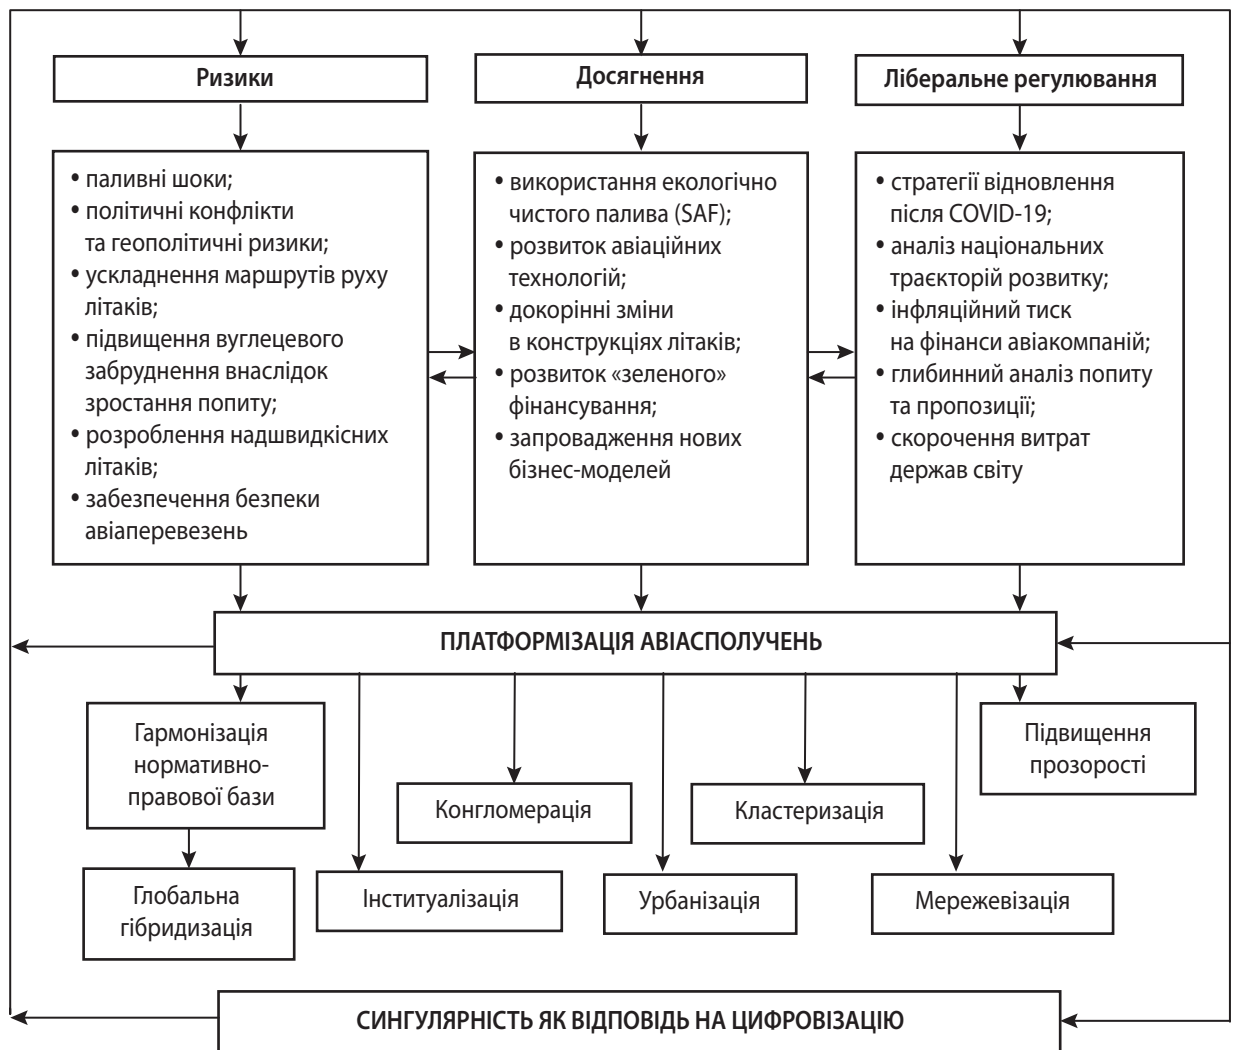 Ризики
Досягнення
Ліберальне регулювання
• паливні шоки;
• політичні конфлікти
та геополітичні ризики;
• ускладнення маршрутів руху
літаків;
• підвищення вуглецевого
забруднення внаслідок
зростання попиту;
• розроблення надшвидкісних
літаків;
• забезпечення безпеки
авіаперевезень
• використання екологічно
чистого палива (SAF);
• розвиток авіаційних
технологій;
• докорінні зміни
в конструкціях літаків;
• розвиток «зеленого»
фінансування;
• запровадження нових
бізнес-моделей
• стратегії відновлення
після COVID-19;
• аналіз національних
траєкторій розвитку;
• інфляційний тиск
на фінанси авіакомпаній;
• глибинний аналіз попиту
та пропозиції;
• скорочення витрат
держав світу
ПЛАТФОРМІЗАЦІЯ АВІАСПОЛУЧЕНЬ
Гармонізація
нормативно-
правової бази
Підвищення
прозорості
Конгломерація
Кластеризація
Глобальна
гібридизація
Інституалізація
Урбанізація
Мережевізація
СИНГУЛЯРНІСТЬ ЯК ВІДПОВІДЬ НА ЦИФРОВІЗАЦІЮ